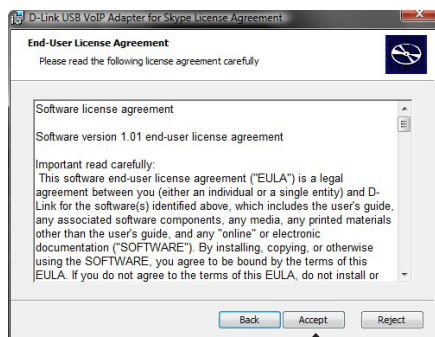 D-Link USB VoIP Adapter for Skype License Agreement
End-User License Agreement
Please read the following license agreement carefully
Software license agreement
Software version 1.01 end-user license agreement
Important read carefully:
This software end-user license agreement ("EULA") is a legal
agreement between you (either an individual or a single entity) and D-
Link for the software(s) identified above, which includes the user's guide,
any associated software components, any media, any printed materials
other than the user's guide, and any "online" or electronic
documentation ("SOFTWARE"). By installing, copying, or otherwise
using the SOFTWARE, you agree to be bound by the terms of this
EULA. If you do not agree to the terms of this EULA, do not install or
Back Accept Reject